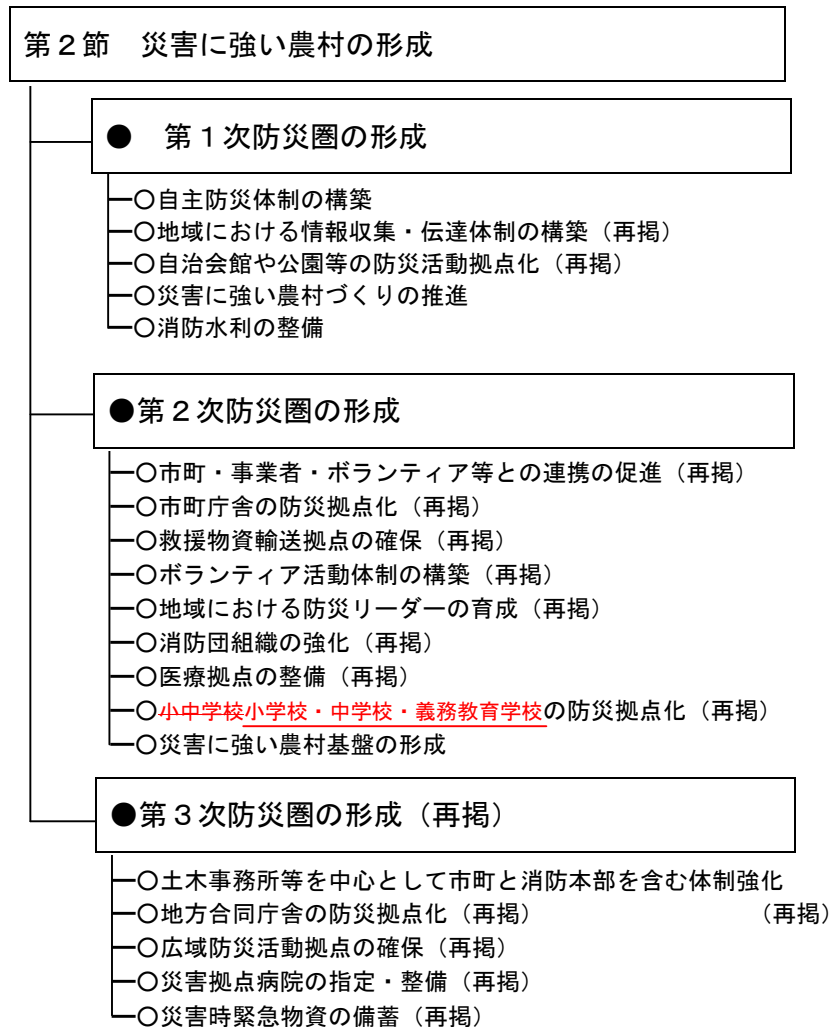 第２節　災害に強い農村の形成
●　第１次防災圏の形成
○自主防災体制の構築
○地域における情報収集・伝達体制の構築（再掲）
○自治会館や公園等の防災活動拠点化（再掲）
○災害に強い農村づくりの推進
○消防水利の整備
●第２次防災圏の形成
○市町・事業者・ボランティア等との連携の促進（再掲）
○市町庁舎の防災拠点化（再掲）
○救援物資輸送拠点の確保（再掲）
○ボランティア活動体制の構築（再掲）
○地域における防災リーダーの育成（再掲）
○消防団組織の強化（再掲）
○医療拠点の整備（再掲）
○小中学校小学校・中学校・義務教育学校の防災拠点化（再掲）
○災害に強い農村基盤の形成
●第３次防災圏の形成（再掲）
○土木事務所等を中心として市町と消防本部を含む体制強化
○地方合同庁舎の防災拠点化（再掲）　　　　　　　　（再掲）
○広域防災活動拠点の確保（再掲）
○災害拠点病院の指定・整備（再掲）
○災害時緊急物資の備蓄（再掲）